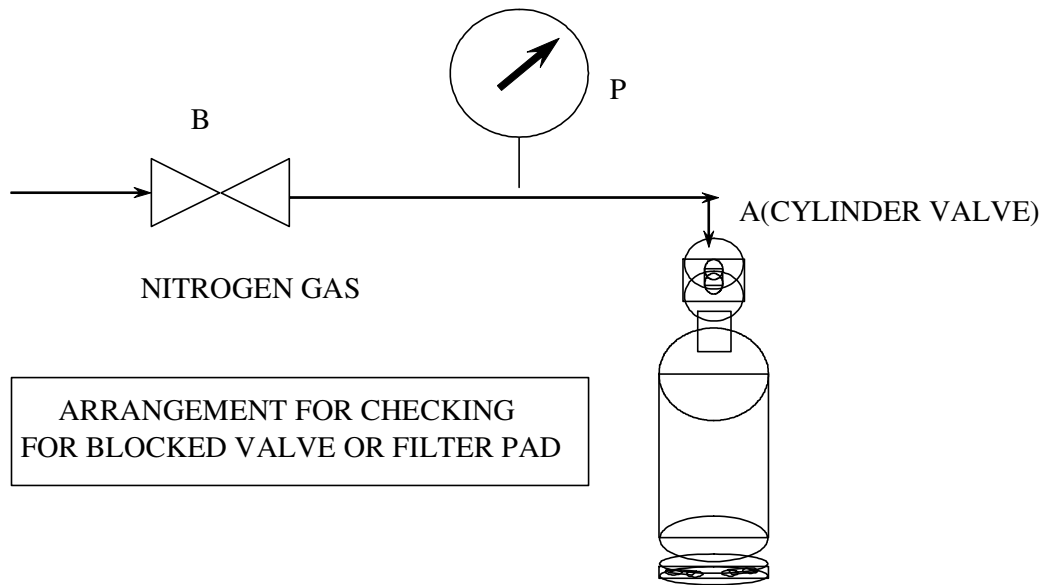 B
P
A(CYLINDER VALVE)
NITROGEN GAS
ARRANGEMENT FOR CHECKING
FOR BLOCKED VALVE OR FILTER PAD